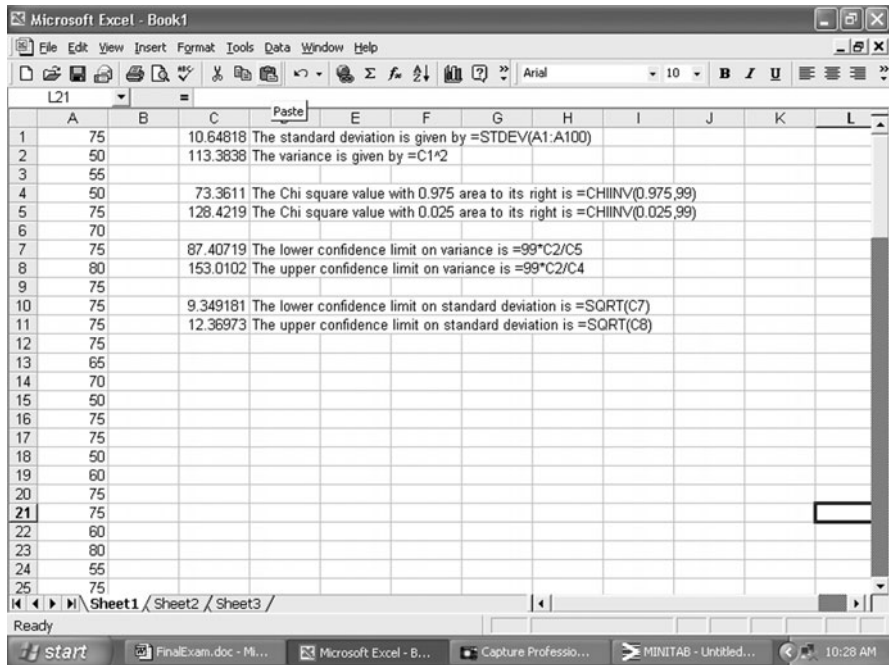 Microsoft Excel - Book1
File Edit View Insert Format Tools Data Window Help
Arial 10 B I U
L21 =
Paste
A B C D E F G H I J K L
1 75 10.64818 The standard deviation is given by =STDEV(A1:A100)
2 50 113.3838 The variance is given by =C1^2
3 55
4 50 73.3611 The Chi square value with 0.975 area to its right is =CHIINV(0.975,99)
5 75 128.4219 The Chi square value with 0.025 area to its right is =CHIINV(0.025,99)
6 70
7 75 87.40719 The lower confidence limit on variance is =99*C2/C5
8 80 153.0102 The upper confidence limit on variance is =99*C2/C4
9 75
10 75 9.349181 The lower confidence limit on standard deviation is =SQRT(C7)
11 75 12.36973 The upper confidence limit on standard deviation is =SQRT(C8)
12 75
13 65
14 70
15 50
16 75
17 75
18 50
19 60
20 75
21 75
22 60
23 80
24 55
25 75
Sheet1 / Sheet2 / Sheet3 /
Ready
start FinalExam.doc - Mi... Microsoft Excel - B... Capture Professio... MINITAB - Untitled... 10:28 AM